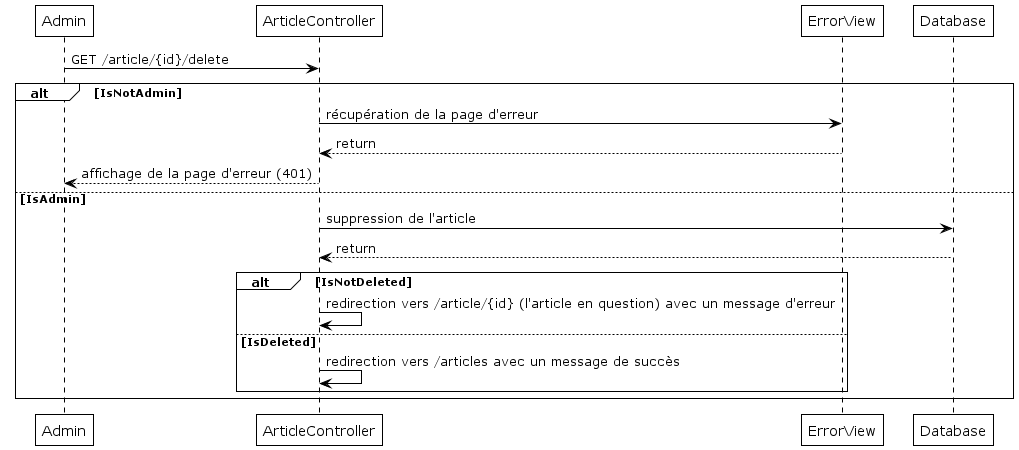 Admin ArticleController ErrorView Database
GET /article/{id}/delete
alt [IsNotAdmin]
récupération de la page d'erreur
return
affichage de la page d'erreur (401)
[IsAdmin]
suppression de l'article
return
alt [IsNotDeleted]
redirection vers /article/{id} (l'article en question) avec un message d'erreur
[IsDeleted]
redirection vers /articles avec un message de succès
Admin ArticleController ErrorView Database